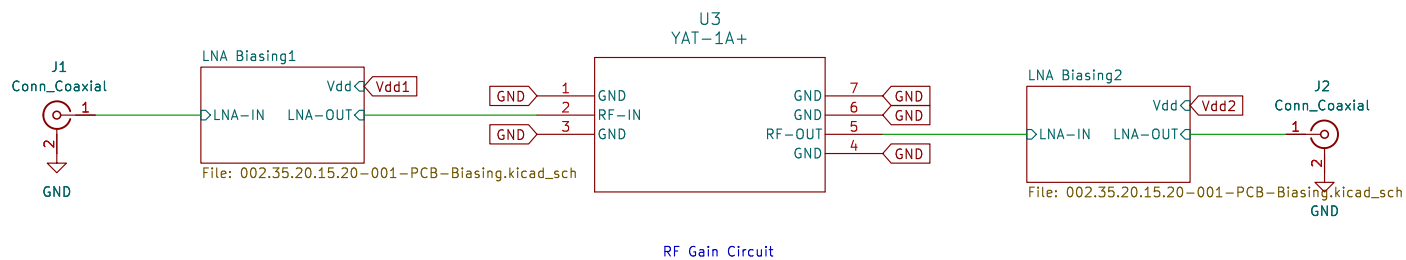 U3
YAT-1A+
J1
Conn_Coaxial
1
2
GND
LNA Biasing1
Vdd
Vdd1
LNA-IN
LNA-OUT
File: 002.35.20.15.20-001-PCB-Biasing.kicad_sch
GND
1
GND
2
RF-IN
GND
3
GND
GND
7
GND
GND
6
GND
RF-OUT
5
GND
4
GND
LNA Biasing2
Vdd
Vdd2
LNA-IN
LNA-OUT
File: 002.35.20.15.20-001-PCB-Biasing.kicad_sch
J2
Conn_Coaxial
1
2
GND
RF Gain Circuit